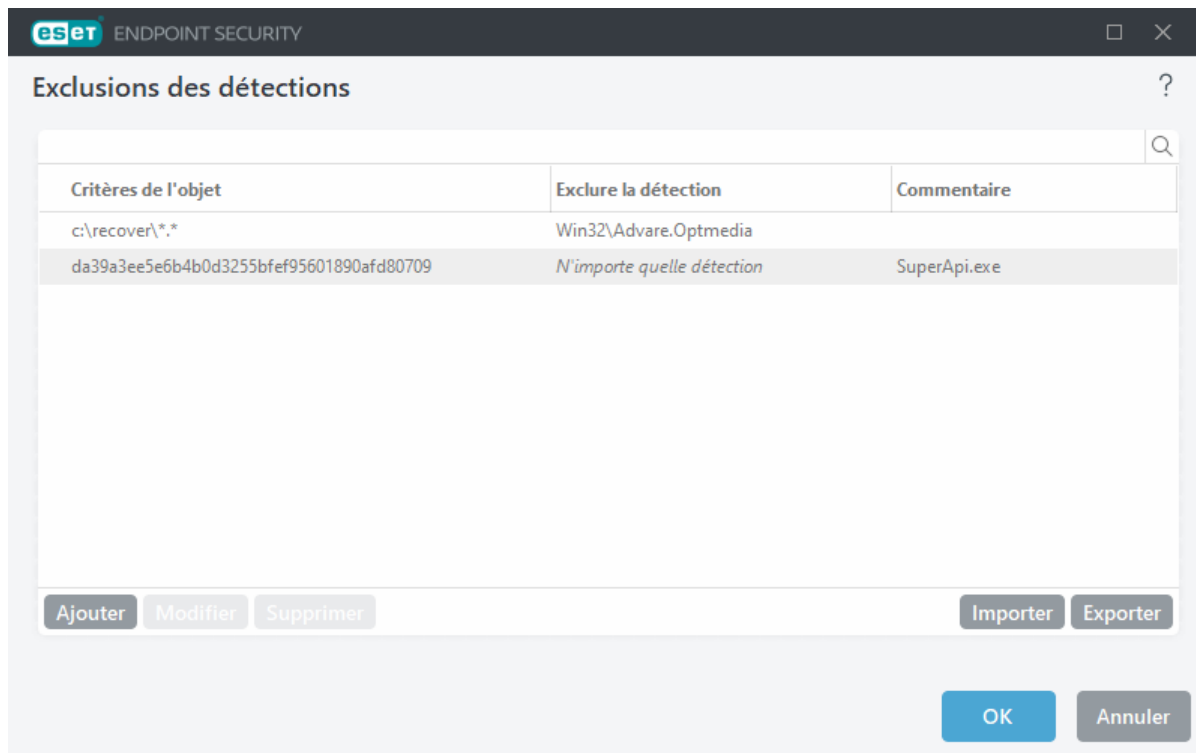 eset ENDPOINT SECURITY
Exclusions des détections
?
Critères de l'objet Exclure la détection Commentaire
c:\recover\*.* Win32\Advare.Optmedia
da39a3ee5e6b4b0d3255bfef95601890afd80709 N'importe quelle détection SuperApi.exe
Ajouter Modifier Supprimer Importer Exporter
OK Annuler